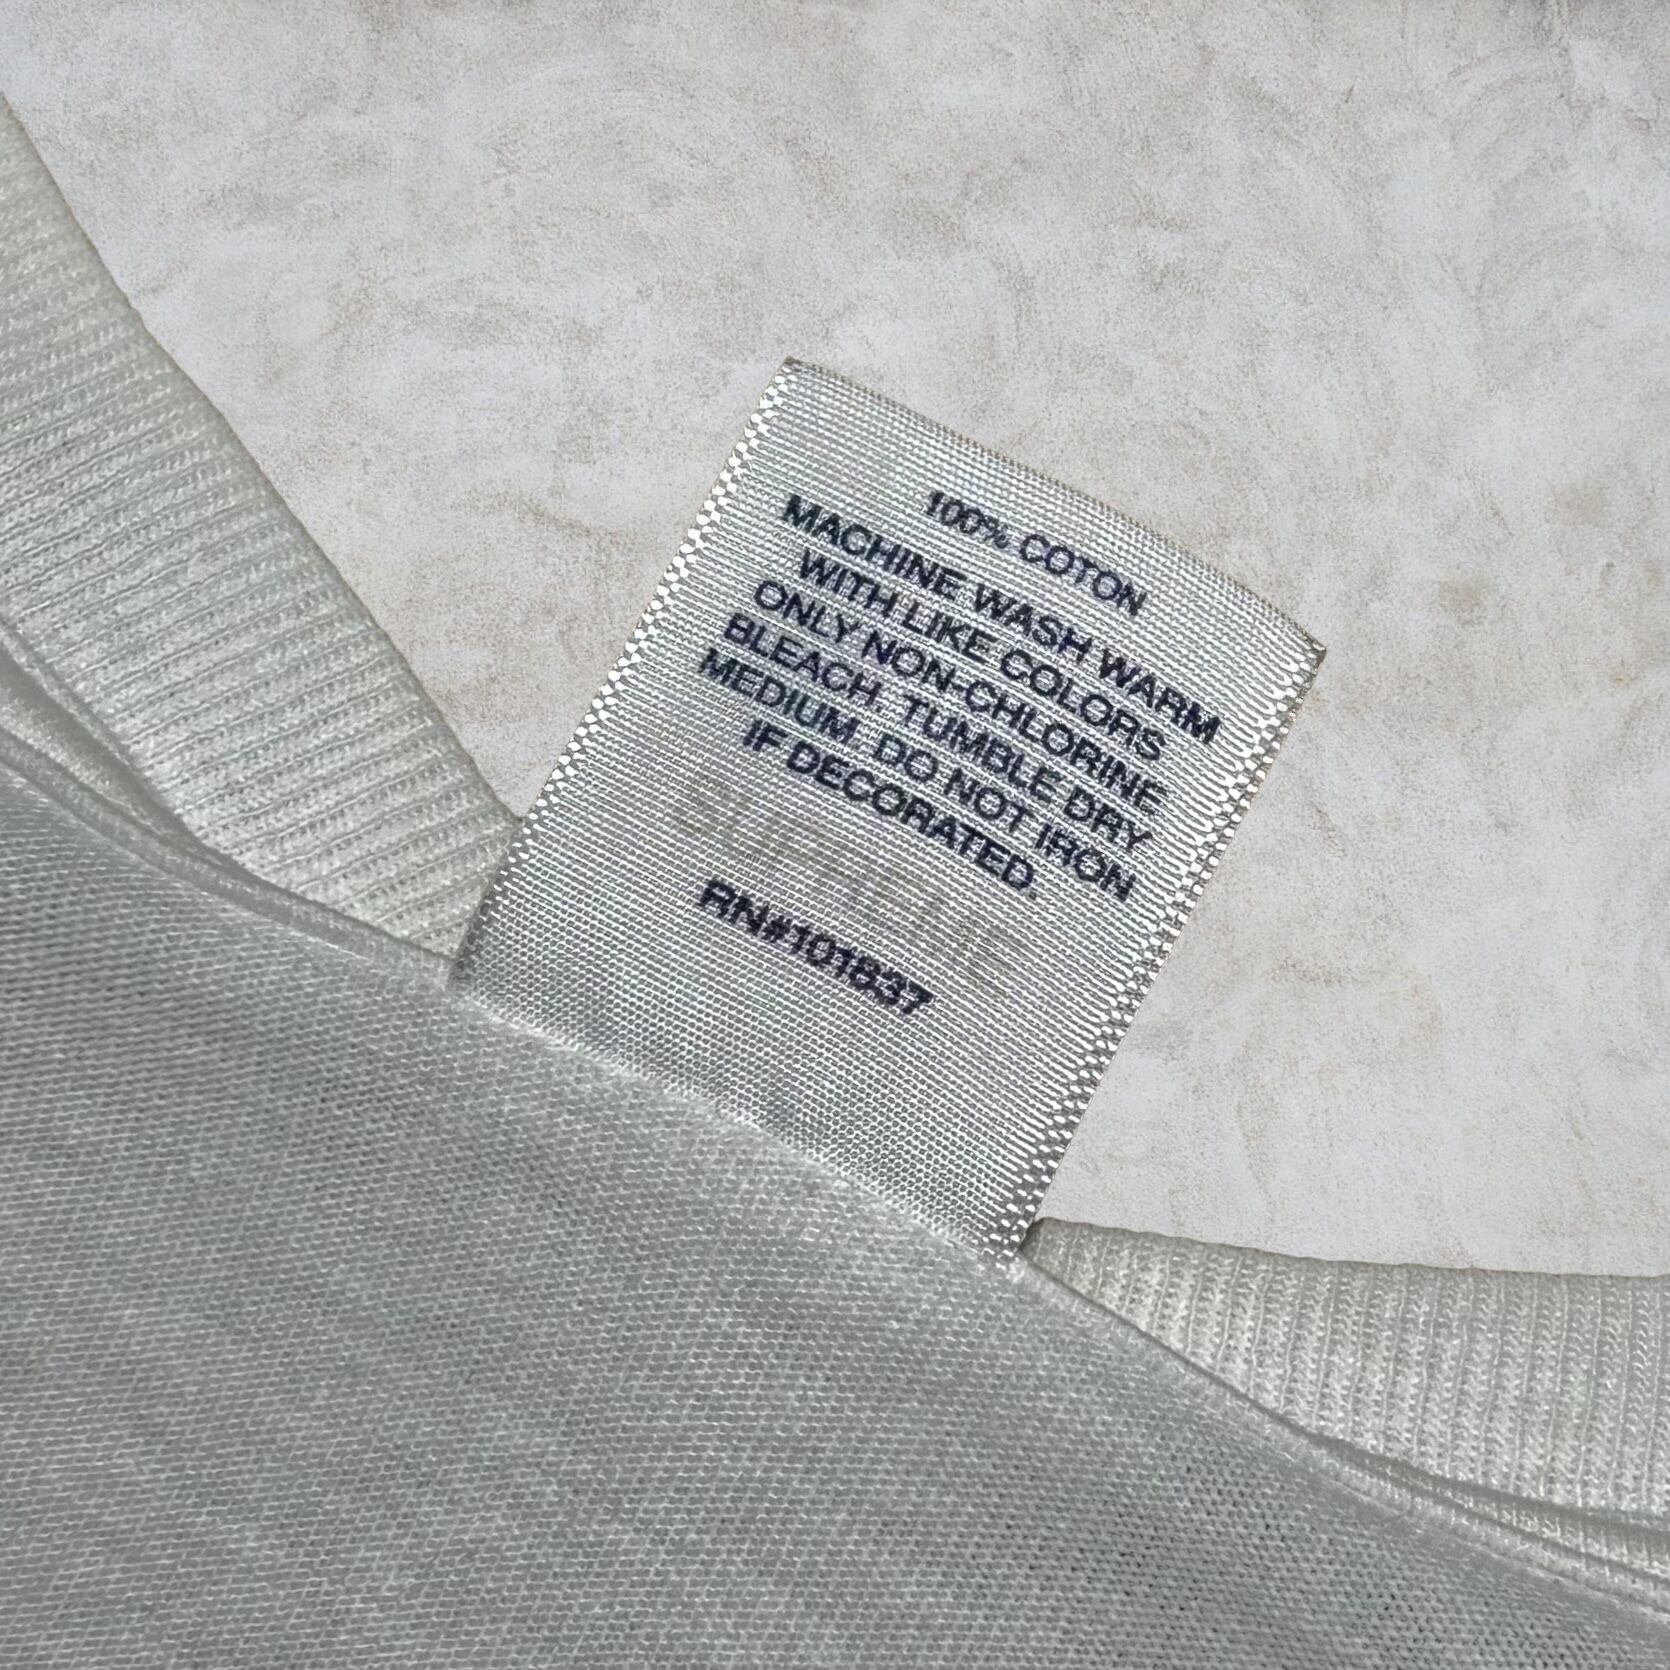 100% COTON
MACHINE WASH WARM
WITH LIKE COLORS
ONLY NON-CHLORINE
BLEACH. TUMBLE DRY
MEDIUM. DO NOT IRON
IF DECORATED.
RN#101837